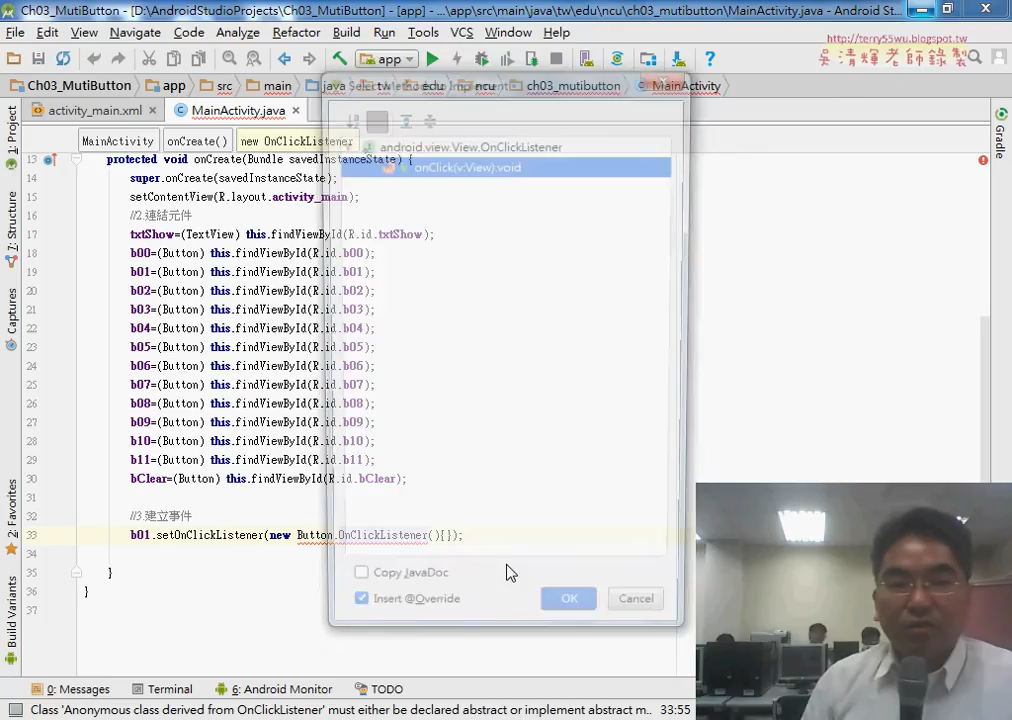 Ch03_MutiButton - [D:\AndroidStudioProjects\Ch03_MutiButton] - [app] - ...\app\src\main\java\tw\edu\ncu\ch03_mutibutton\MainActivity.java - Android St...
File Edit View Navigate Code Analyze Refactor Build Run Tools VCS Window Help
http://terry55wu.blogspot.tw
吳清輝老師錄製
app
Ch03_MutiButton app src main java tw edu ncu ch03_mutibutton MainActivity
Select Methods to Implement
activity_main.xml MainActivity.java
MainActivity onCreate() new OnClickListener
android.view.View.OnClickListener
onClick(v:View):void
13 protected void onCreate(Bundle savedInstanceState) {
14 super.onCreate(savedInstanceState);
15 setContentView(R.layout.activity_main);
16 //2.連結元件
17 txtShow=(TextView) this.findViewById(R.id.txtShow);
18 b00=(Button) this.findViewById(R.id.b00);
19 b01=(Button) this.findViewById(R.id.b01);
20 b02=(Button) this.findViewById(R.id.b02);
21 b03=(Button) this.findViewById(R.id.b03);
22 b04=(Button) this.findViewById(R.id.b04);
23 b05=(Button) this.findViewById(R.id.b05);
24 b06=(Button) this.findViewById(R.id.b06);
25 b07=(Button) this.findViewById(R.id.b07);
26 b08=(Button) this.findViewById(R.id.b08);
27 b09=(Button) this.findViewById(R.id.b09);
28 b10=(Button) this.findViewById(R.id.b10);
29 b11=(Button) this.findViewById(R.id.b11);
30 bClear=(Button) this.findViewById(R.id.bClear);
31
32 //3.建立事件
33 b01.setOnClickListener(new Button.OnClickListener(){});
34
35 }
36 }
37
Copy JavaDoc
Insert @Override
OK Cancel
1: Project
7: Structure
Captures
2: Favorites
Build Variants
Gradle
0: Messages Terminal 6: Android Monitor TODO
Class 'Anonymous class derived from OnClickListener' must either be declared abstract or implement abstract m.. 33:55